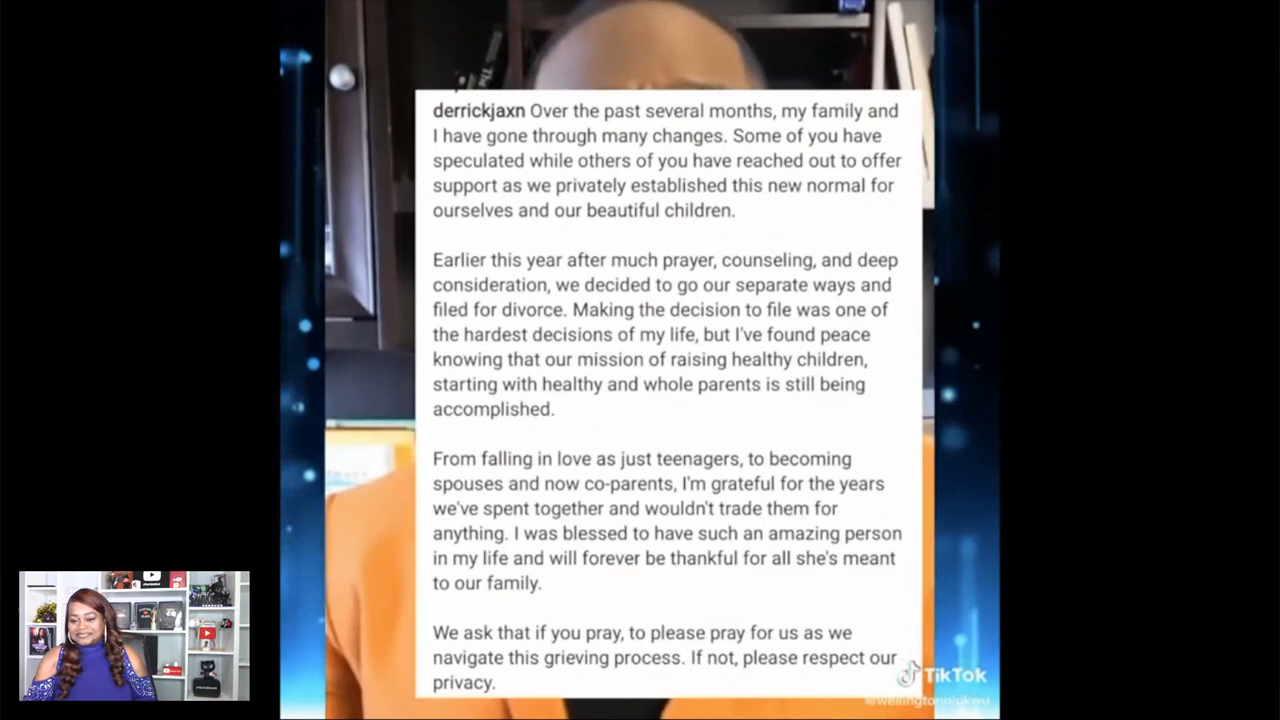 derrickjaxn Over the past several months, my family and
I have gone through many changes. Some of you have
speculated while others of you have reached out to offer
support as we privately established this new normal for
ourselves and our beautiful children.
Earlier this year after much prayer, counseling, and deep
consideration, we decided to go our separate ways and
filed for divorce. Making the decision to file was one of
the hardest decisions of my life, but I've found peace
knowing that our mission of raising healthy children,
starting with healthy and whole parents is still being
accomplished.
From falling in love as just teenagers, to becoming
spouses and now co-parents, I'm grateful for the years
we've spent together and wouldn't trade them for
anything. I was blessed to have such an amazing person
in my life and will forever be thankful for all she's meant
to our family.
We ask that if you pray, to please pray for us as we
navigate this grieving process. If not, please respect our
privacy.
TikTok